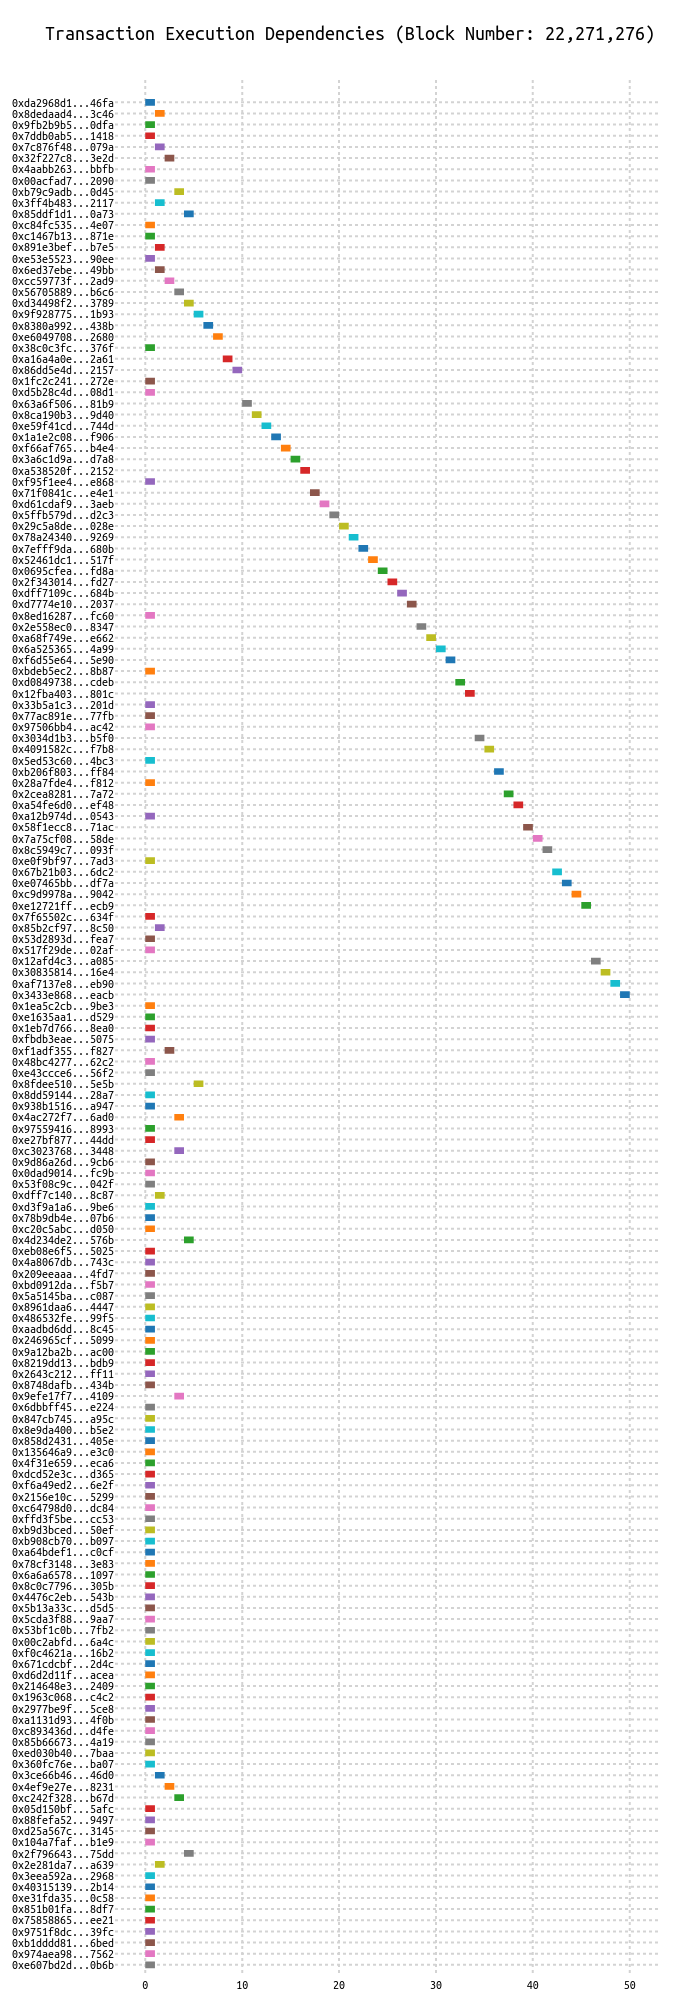 Transaction Execution Dependencies (Block Number: 22,271,276)
0xda2968d1...46fa
0x8dedaad4...3c46
0x9fb2b9b5...0dfa
0x7ddb0ab5...1418
0x7c876f48...079a
0x32f227c8...3e2d
0x4aabb263...bbfb
0x00acfad7...2090
0xb79c9adb...0d45
0x3ff4b483...2117
0x85ddf1d1...0a73
0xc84fc535...4e07
0xc1467b13...871e
0x891e3bef...b7e5
0xe53e5523...90ee
0x6ed37ebe...49bb
0xcc59773f...2ad9
0x56705889...b6c6
0xd34498f2...3789
0x9f928775...1b93
0x8380a992...438b
0xe6049708...2680
0x38c0c3fc...376f
0xa16a4a0e...2a61
0x86dd5e4d...2157
0x1fc2c241...272e
0xd5b28c4d...08d1
0x63a6f506...81b9
0x8ca190b3...9d40
0xe59f41cd...744d
0x1a1e2c08...f906
0xf66af765...b4e4
0x3a6c1d9a...d7a8
0xa538520f...2152
0xf95f1ee4...e868
0x71f0841c...e4e1
0xd61cdaf9...3aeb
0x5ffb579d...d2c3
0x29c5a8de...028e
0x78a24340...9269
0x7efff9da...680b
0x52461dc1...517f
0x0695cfea...fd8a
0x2f343014...fd27
0xdff7109c...684b
0xd7774e10...2037
0x8ed16287...fc60
0x2e558ec0...8347
0xa68f749e...e662
0x6a525365...4a99
0xf6d55e64...5e90
0xbdeb5ec2...8b87
0xd0849738...cdeb
0x12fba403...801c
0x33b5a1c3...201d
0x77ac891e...77fb
0x97506bb4...ac42
0x3034d1b3...b5f0
0x4091582c...f7b8
0x5ed53c60...4bc3
0xb206f803...ff84
0x28a7fde4...f812
0x2cea8281...7a72
0xa54fe6d0...ef48
0xa12b974d...0543
0x58f1ecc8...71ac
0x7a75cf08...58de
0x8c5949c7...093f
0xe0f9bf97...7ad3
0x67b21b03...6dc2
0xe07465bb...df7a
0xc9d9978a...9042
0xe12721ff...ecb9
0x7f65502c...634f
0x85b2cf97...8c50
0x53d2893d...fea7
0x517f29de...02af
0x12afd4c3...a085
0x30835814...16e4
0xaf7137e8...eb90
0x3433e868...eacb
0x1ea5c2cb...9be3
0xe1635aa1...d529
0x1eb7d766...8ea0
0xfbdb3eae...5075
0xf1adf355...f827
0x48bc4277...62c2
0xe43ccce6...56f2
0x8fdee510...5e5b
0x8dd59144...28a7
0x938b1516...a947
0x4ac272f7...6ad0
0x97559416...8993
0xe27bf877...44dd
0xc3023768...3448
0x9d86a26d...9cb6
0x0dad9014...fc9b
0x53f08c9c...042f
0xdff7c140...8c87
0xd3f9a1a6...9be6
0x78b9db4e...07b6
0xc20c5abc...d050
0x4d234de2...576b
0xeb08e6f5...5025
0x4a8067db...743c
0x209eeaaa...4fd7
0xbd0912da...f5b7
0x5a5145ba...c087
0x8961daa6...4447
0x486532fe...99f5
0xaadbd6dd...8c45
0x246965cf...5099
0x9a12ba2b...ac00
0x8219dd13...bdb9
0x2643c212...ff11
0x8748dafb...434b
0x9efe17f7...4109
0x6dbbff45...e224
0x847cb745...a95c
0x8e9da400...b5e2
0x858d2431...405e
0x135646a9...e3c0
0x4f31e659...eca6
0xdcd52e3c...d365
0xf6a49ed2...6e2f
0x2156e10c...5299
0xc64798d0...dc84
0xffd3f5be...cc53
0xb9d3bced...50ef
0xb908cb70...b097
0xa64bdef1...c0cf
0x78cf3148...3e83
0x6a6a6578...1097
0x8c0c7796...305b
0x4476c2eb...543b
0x5b13a33c...d5d5
0x5cda3f88...9aa7
0x53bf1c0b...7fb2
0x00c2abfd...6a4c
0xf0c4621a...16b2
0x671cdcbf...2d4c
0xd6d2d11f...acea
0x214648e3...2409
0x1963c068...c4c2
0x2977be9f...5ce8
0xa1131d93...4f0b
0xc893436d...d4fe
0x85b66673...4a19
0xed030b40...7baa
0x360fc76e...ba07
0x3ce66b46...46d0
0x4ef9e27e...8231
0xc242f328...b67d
0x05d150bf...5afc
0x88fefa52...9497
0xd25a567c...3145
0x104a7faf...b1e9
0x2f796643...75dd
0x2e281da7...a639
0x3eea592a...2968
0x40315139...2b14
0xe31fda35...0c58
0x851b01fa...8df7
0x75858865...ee21
0x9751f8dc...39fc
0xb1dddd81...6bed
0x974aea98...7562
0xe607bd2d...0b6b
0 10 20 30 40 50